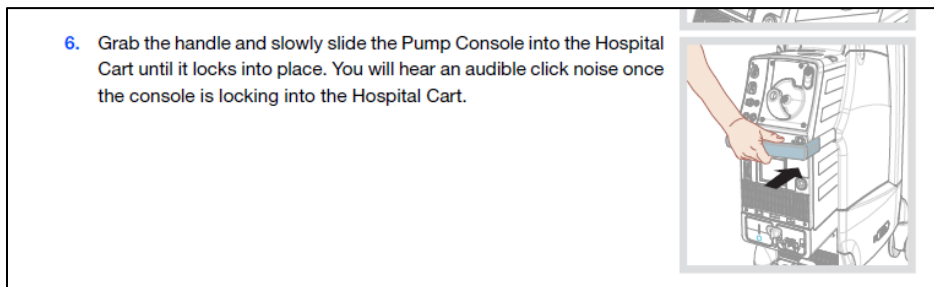 6. Grab the handle and slowly slide the Pump Console into the Hospital
Cart until it locks into place. You will hear an audible click noise once
the console is locking into the Hospital Cart.